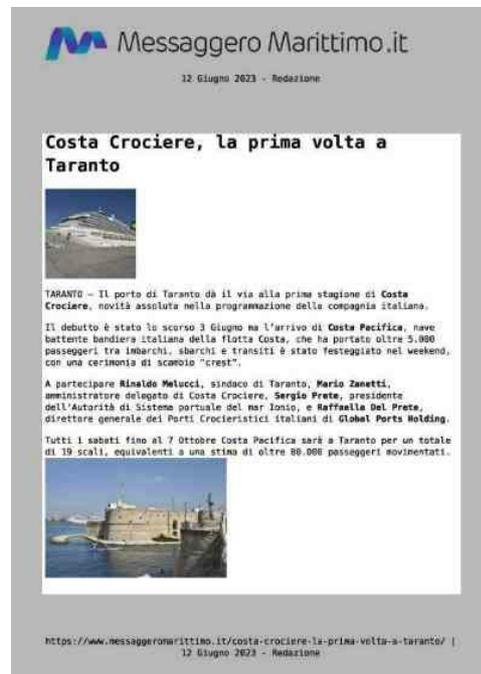 Messaggero Marittimo.it
12 Giugno 2023 - Redazione
Costa Crociere, la prima volta a
Taranto
TARANTO – Il porto di Taranto dà il via alla prima stagione di Costa
Crociere, novità assoluta nella programmazione della compagnia italiana.
Il debutto è stato lo scorso 3 Giugno ma l'arrivo di Costa Pacifica, nave
battente bandiera italiana della flotta Costa, che ha portato oltre 5.000
passeggeri tra imbarchi, sbarchi e transiti è stato festeggiato nel weekend,
con una cerimonia di scambio "crest".
A partecipare Rinaldo Melucci, sindaco di Taranto, Mario Zanetti,
amministratore delegato di Costa Crociere, Sergio Prete, presidente
dell'Autorità di Sistema portuale del mar Ionio, e Raffaella Del Prete,
direttore generale dei Porti Crocieristici italiani di Global Ports Holding.
Tutti i sabati fino al 7 Ottobre Costa Pacifica sarà a Taranto per un totale
di 19 scali, equivalenti a una stima di oltre 80.000 passeggeri movimentati.
https://www.messaggeromarittimo.it/costa-crociere-la-prima-volta-a-taranto/ |
12 Giugno 2023 - Redazione